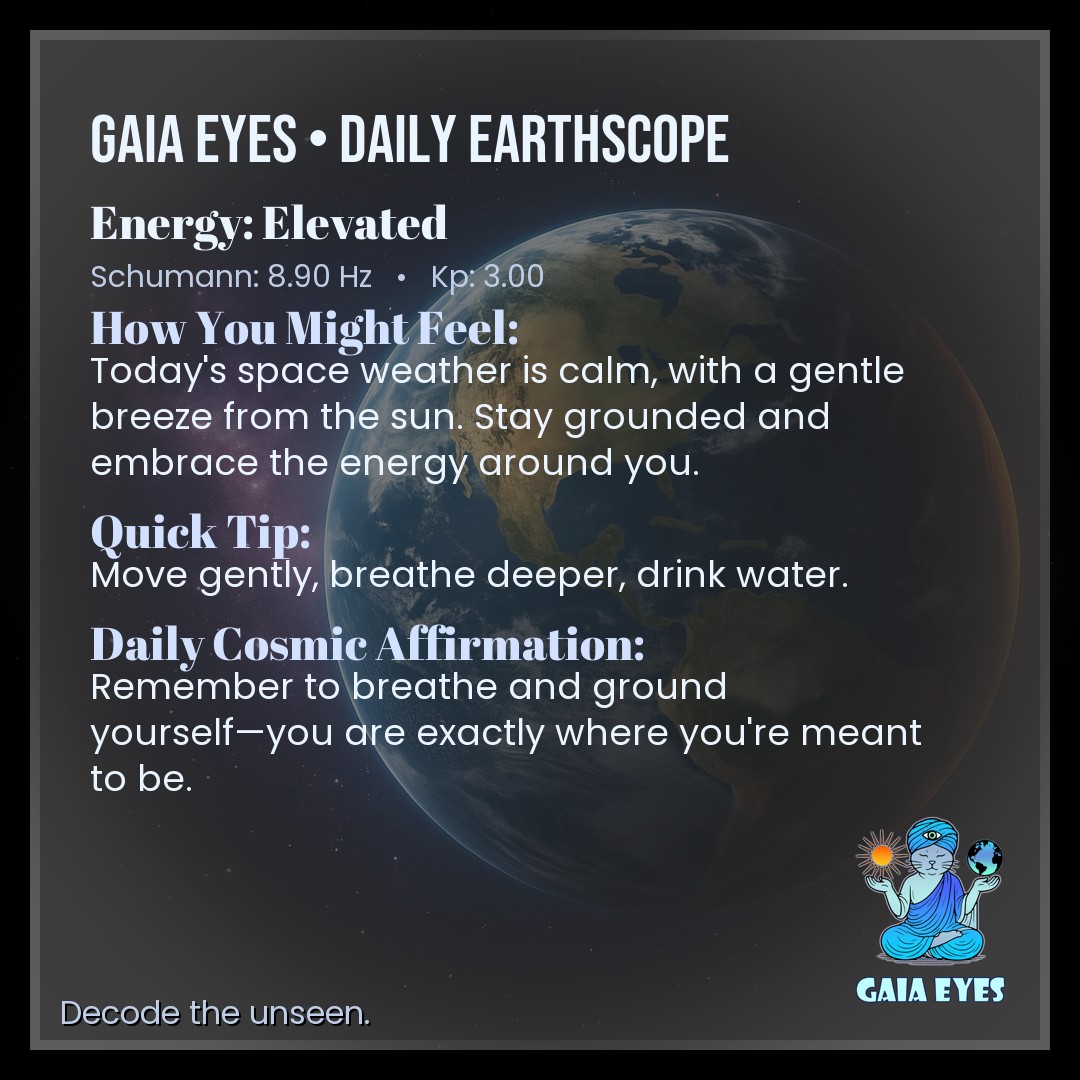 GAIA EYES • DAILY EARTHSCOPE
Energy: Elevated
Schumann: 8.90 Hz • Kp: 3.00
How You Might Feel:
Today's space weather is calm, with a gentle
breeze from the sun. Stay grounded and
embrace the energy around you.
Quick Tip:
Move gently, breathe deeper, drink water.
Daily Cosmic Affirmation:
Remember to breathe and ground
yourself—you are exactly where you're meant
to be.
GAIA EYES
Decode the unseen.